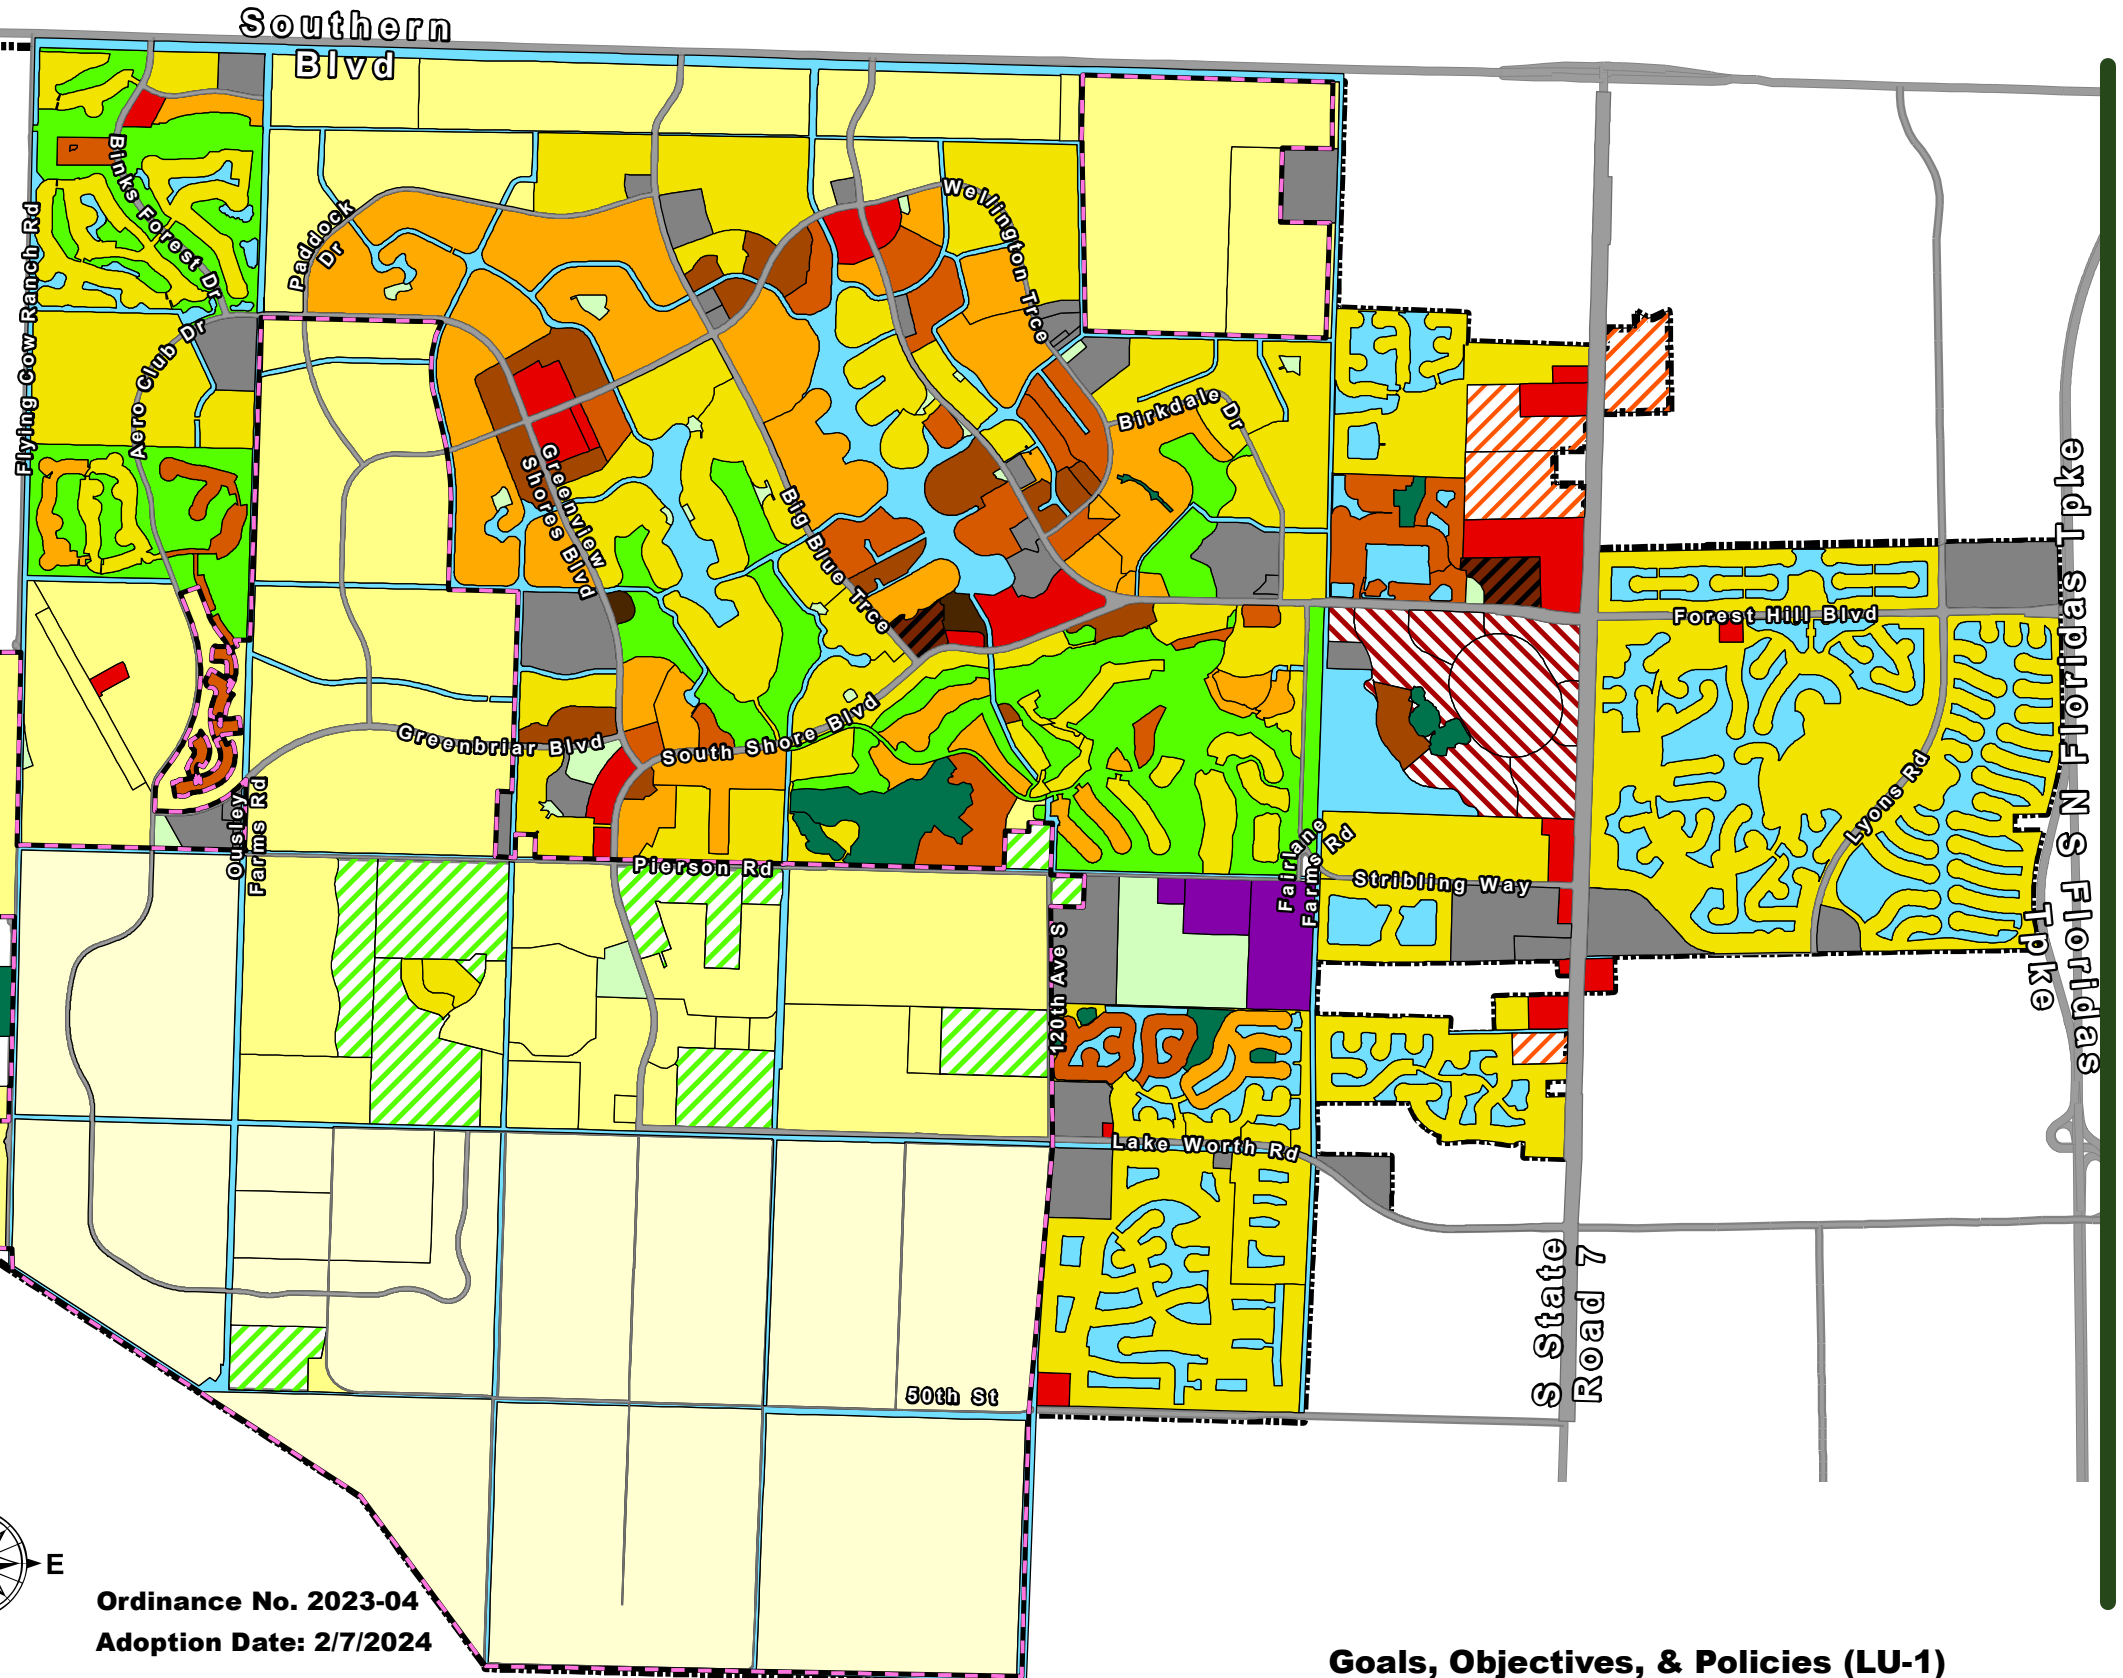 Southern
Blvd
Binks Forest Dr
Flying Cow Ranch Rd
Paddock
Dr
Wellington Trce
Aero Club Dr
Birkdale Dr
Greenview
Shores Blvd
Big Blue Trce
Forest Hill Blvd
SN Floridas Tpke
Greenbriar Blvd
South Shore Blvd
Lyons Rd
Ousley
Farms Rd
Pierson Rd
Fairlane
Farms Rd
Stribling Way
120th Ave S
S Floridas
Tpke
Lake Worth Rd
S State
Road 7
50th St
E
Ordinance No. 2023-04
Adoption Date: 2/7/2024
Goals, Objectives, & Policies (LU-1)